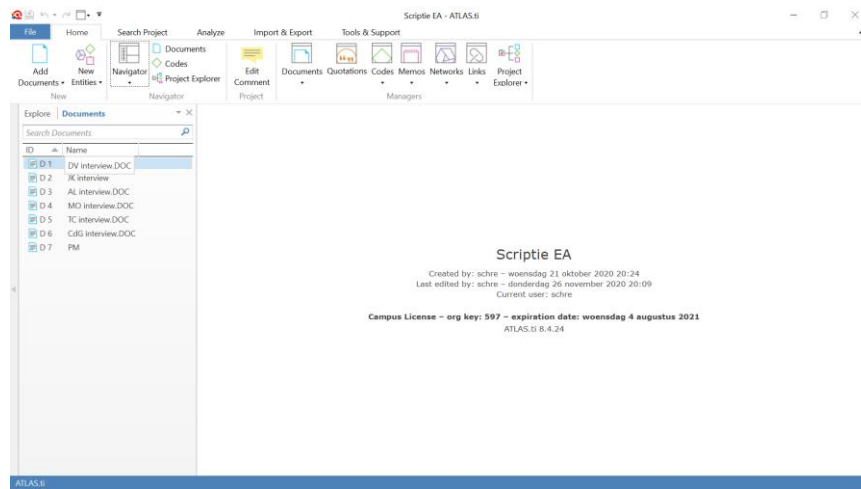 Scriptie EA - ATLAS.ti
File Home Search Project Analyze Import & Export Tools & Support
Add Documents
New Entities
Navigator
Documents
Codes
Project Explorer
Edit Comment
Documents Quotations Codes Memos Networks Links Project Explorer
New Navigator Project Managers
Explore Documents
Search Documents
ID Name
D 1 DV interview.DOC
D 2 JK interview
D 3 AL interview.DOC
D 4 MO interview.DOC
D 5 TC interview.DOC
D 6 CdG interview.DOC
D 7 PM
Scriptie EA
Created by: schre – woensdag 21 oktober 2020 20:24
Last edited by: schre – donderdag 26 november 2020 20:09
Current user: schre
Campus License – org key: 597 – expiration date: woensdag 4 augustus 2021
ATLAS.ti 8.4.24
ATLAS.ti